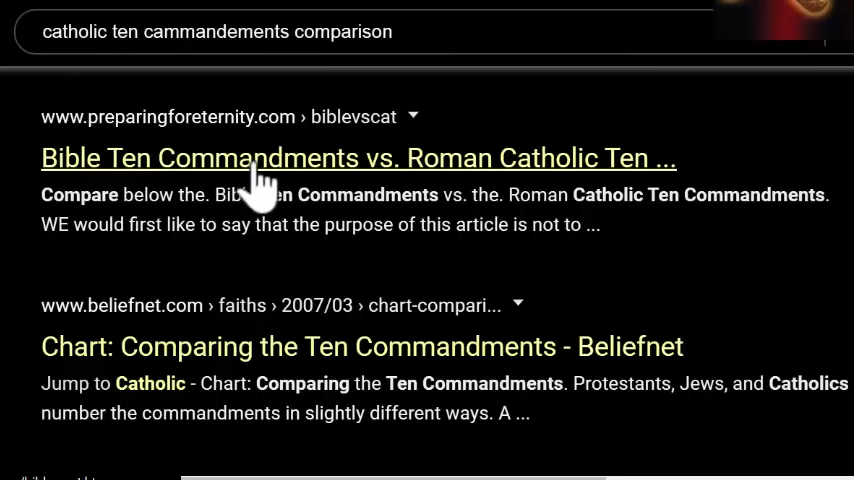 catholic ten cammandements comparison
www.preparingforeternity.com › biblevscat
Bible Ten Commandments vs. Roman Catholic Ten ...
Compare below the. Ten Commandments vs. the. Roman Catholic Ten Commandments.
WE would first like to say that the purpose of this article is not to ...
www.beliefnet.com › faiths › 2007/03 › chart-compari...
Chart: Comparing the Ten Commandments - Beliefnet
Jump to Catholic - Chart: Comparing the Ten Commandments. Protestants, Jews, and Catholics
number the commandments in slightly different ways. A ...